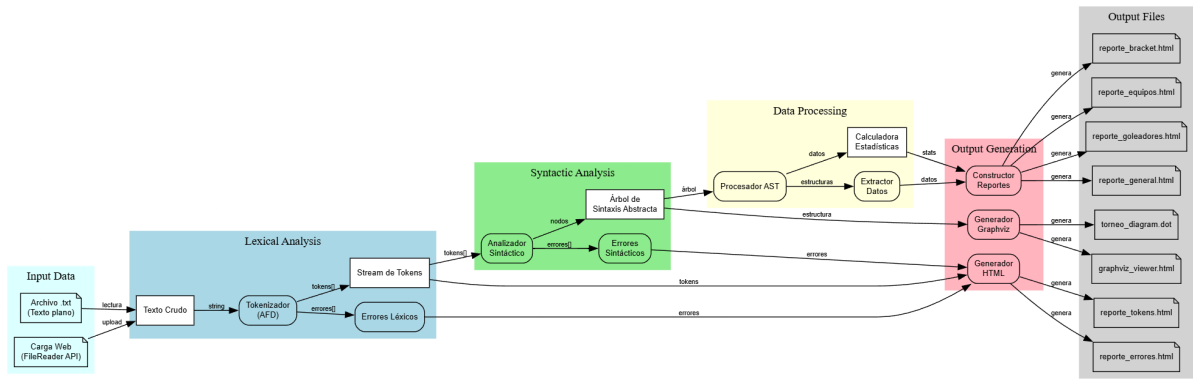 Input Data
Archivo .txt
(Texto plano)
Carga Web
(FileReader API)
lectura
upload
Lexical Analysis
Texto Crudo
string
Tokenizador
(AFD)
tokens[]
errores[]
Stream de Tokens
Errores Léxicos
tokens[]
tokens
errores
Syntactic Analysis
Analizador
Sintáctico
nodos
errores[]
Árbol de
Sintaxis Abstracta
Errores
Sintácticos
árbol
estructura
errores
Data Processing
Procesador AST
datos
estructuras
Calculadora
Estadísticas
Extractor
Datos
stats
datos
Output Generation
Constructor
Reportes
Generador
Graphviz
Generador
HTML
genera
genera
genera
genera
genera
genera
genera
genera
Output Files
reporte_bracket.html
reporte_equipos.html
reporte_goleadores.html
reporte_general.html
torneo_diagram.dot
graphviz_viewer.html
reporte_tokens.html
reporte_errores.html